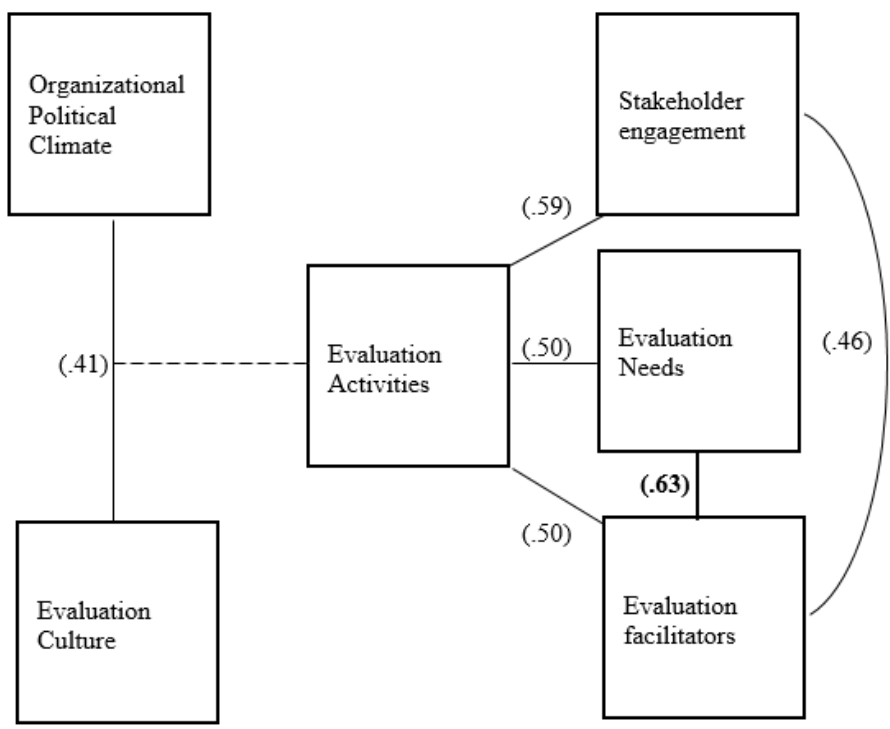 Organizational
Political
Climate
Stakeholder
engagement
(.59)
Evaluation
Needs
(.46)
(.50)
Evaluation
Activities
(.41)
(.63)
(.50)
Evaluation
Culture
Evaluation
facilitators